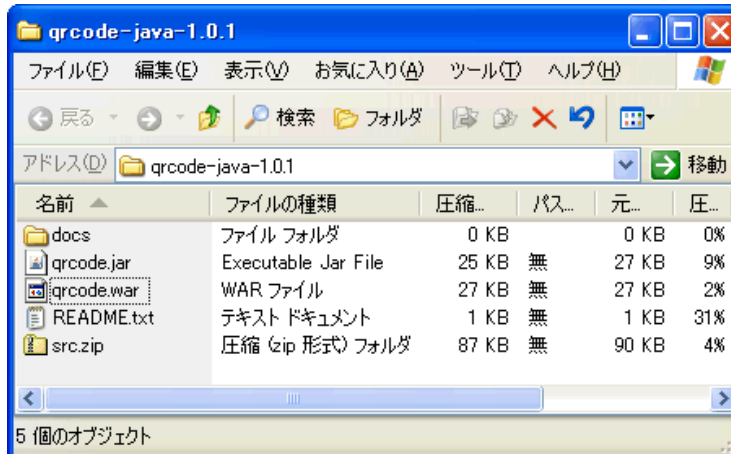 qrcode-java-1.0.1
ファイル(F) 編集(E) 表示(V) お気に入り(A) ツール(T) ヘルプ(H)
戻る 検索 フォルダ
アドレス(D) qrcode-java-1.0.1 移動
名前 ファイルの種類 圧縮... パス... 元... 圧...
docs ファイル フォルダ 0 KB 0 KB 0%
qrcode.jar Executable Jar File 25 KB 無 27 KB 9%
qrcode.war WAR ファイル 27 KB 無 27 KB 2%
README.txt テキスト ドキュメント 1 KB 無 1 KB 31%
src.zip 圧縮 (zip 形式) フォルダ 87 KB 無 90 KB 4%
5 個のオブジェクト